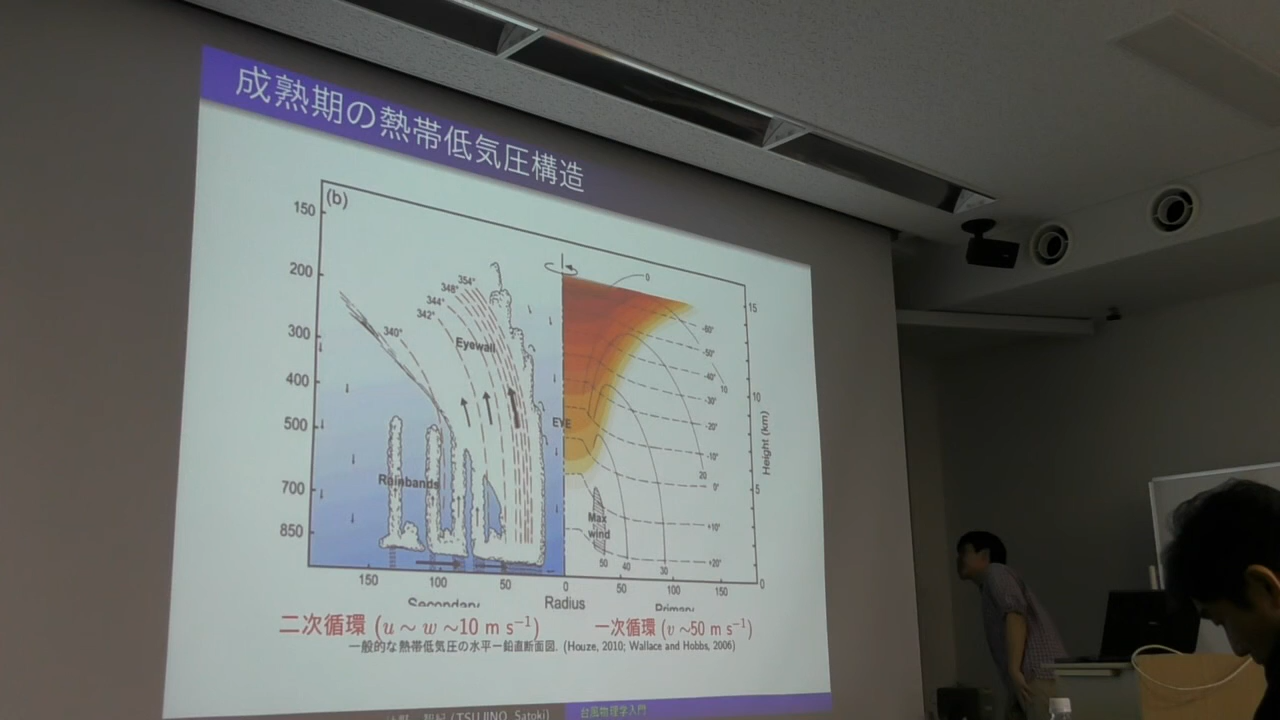 成熟期の熱帯低気圧構造
(b)
150
200
300
400
500
700
850
354°
348°
344°
342°
340°
Eyewall
Rainbands
EYE
Max
wind
0
-60°
-50°
-40°
10
-30°
-20°
-10°
20
0°
+10°
+20°
50 40 30
15
10
5
0
Height (km)
150 100 50 0 50 100 150
Secondary Radius Primary
二次循環 (u ∼ w ∼10 m s−1) 一次循環 (v ∼50 m s−1)
一般的な熱帯低気圧の水平ー鉛直断面図. (Houze, 2010; Wallace and Hobbs, 2006)
(TSUJINO, Satoki) 台風物理学入門